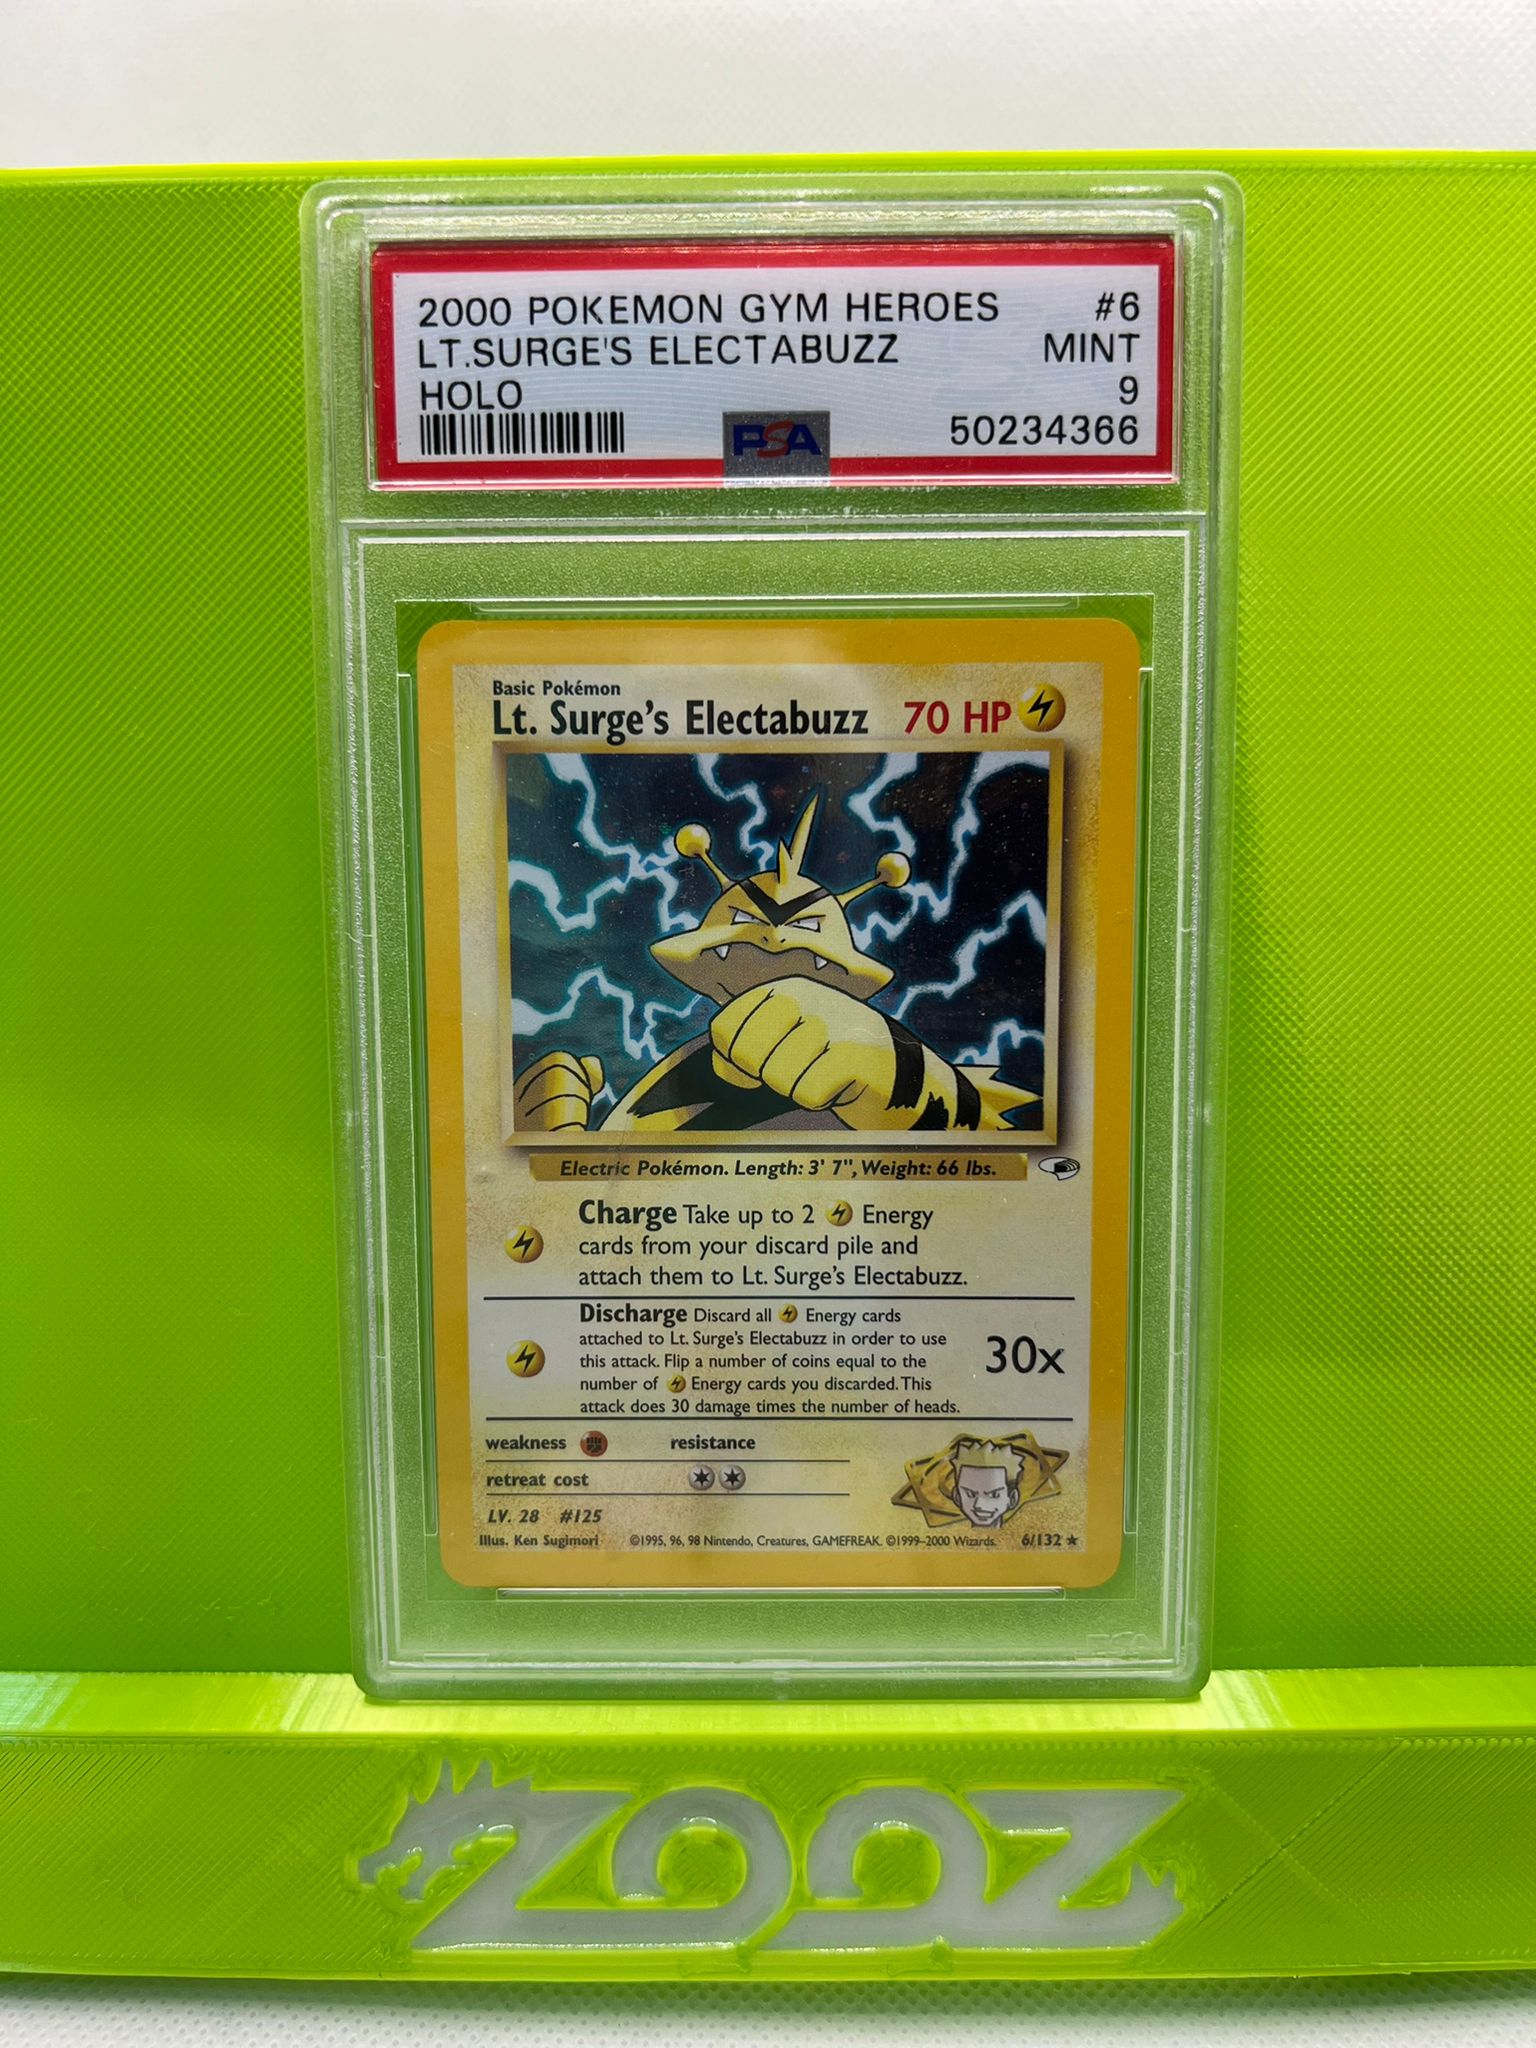 2000 POKEMON GYM HEROES #6
LT.SURGE'S ELECTABUZZ MINT
HOLO 9
PSA 50234366
Basic Pokémon
Lt. Surge's Electabuzz 70 HP
Electric Pokémon. Length: 3' 7", Weight: 66 lbs.
Charge Take up to 2 Energy
cards from your discard pile and
attach them to Lt. Surge's Electabuzz.
Discharge Discard all Energy cards
attached to Lt. Surge's Electabuzz in order to use
this attack. Flip a number of coins equal to the
number of Energy cards you discarded. This
attack does 30 damage times the number of heads.
30x
weakness resistance
retreat cost
LV. 28 #125
Illus. Ken Sugimori ©1995, 96, 98 Nintendo, Creatures, GAMEFREAK. ©1999–2000 Wizards. 6/132 ★
PSA
ZOOZ